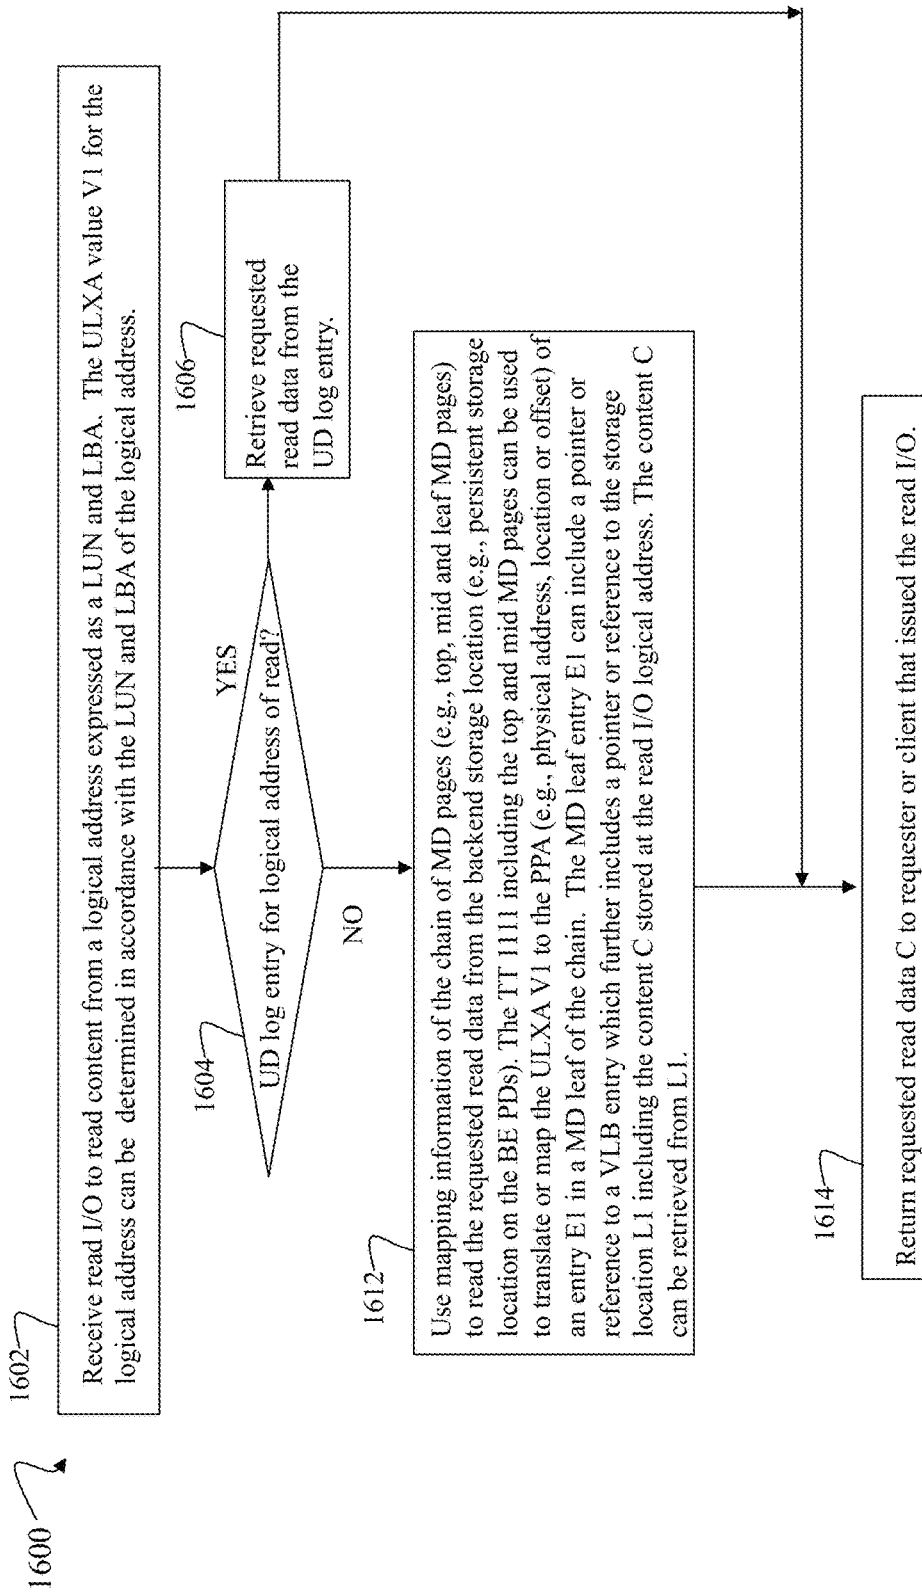 1600
1602
Receive read I/O to read content from a logical address expressed as a LUN and LBA. The ULXA value V1 for the
logical address can be determined in accordance with the LUN and LBA of the logical address.
1604
UD log entry for logical address of read?
YES
NO
1606
Retrieve requested
read data from the
UD log entry.
1612
Use mapping information of the chain of MD pages (e.g., top, mid and leaf MD pages)
to read the requested read data from the backend storage location (e.g., persistent storage
location on the BE PDs). The TT 1111 including the top and mid MD pages can be used
to translate or map the ULXA V1 to the PPA (e.g., physical address, location or offset) of
an entry E1 in a MD leaf of the chain. The MD leaf entry E1 can include a pointer or
reference to a VLB entry which further includes a pointer or reference to the storage
location L1 including the content C stored at the read I/O logical address. The content C
can be retrieved from L1.
1614
Return requested read data C to requester or client that issued the read I/O.